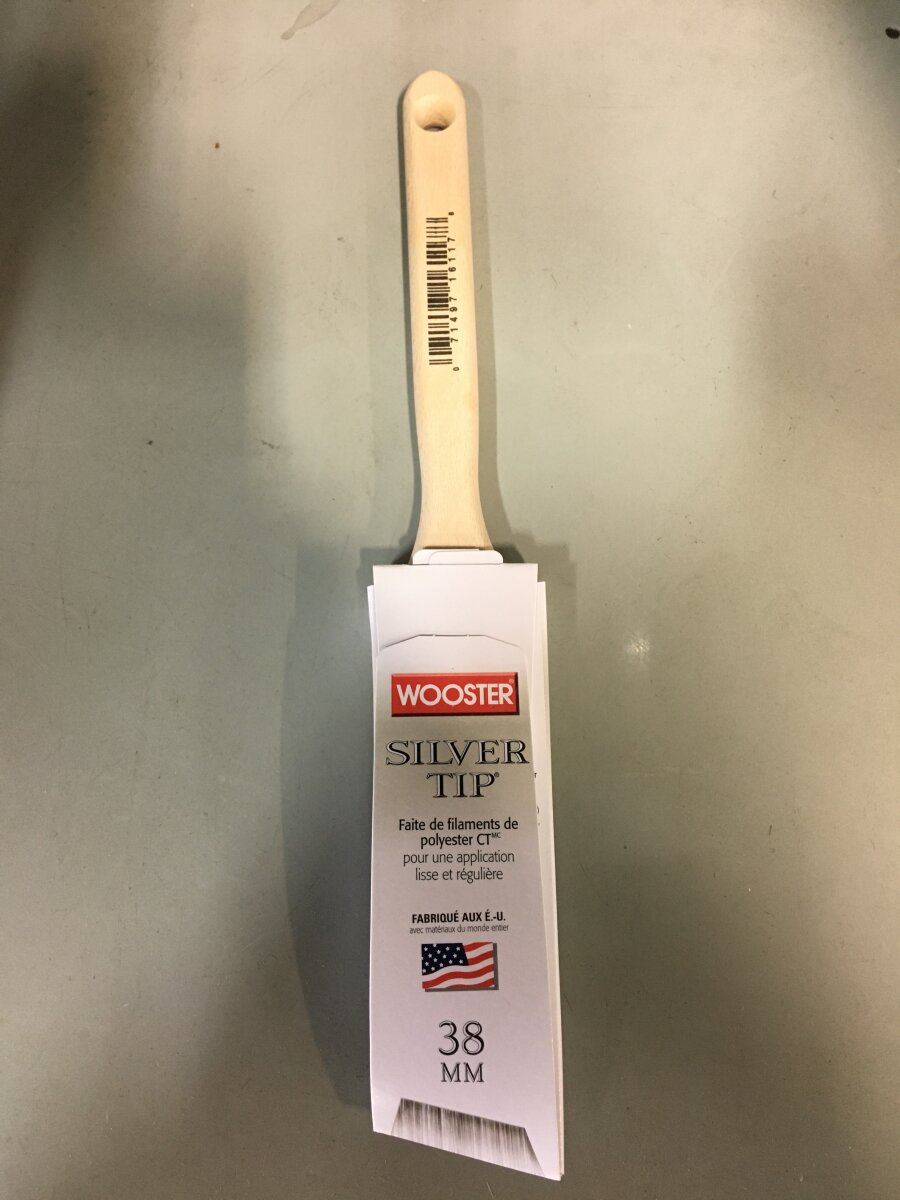 0 71497 16117 8
WOOSTER®
SILVER
TIP®
Faite de filaments de
polyester CTMC
pour une application
lisse et régulière
FABRIQUÉ AUX É.-U.
avec matériaux du monde entier
38
MM